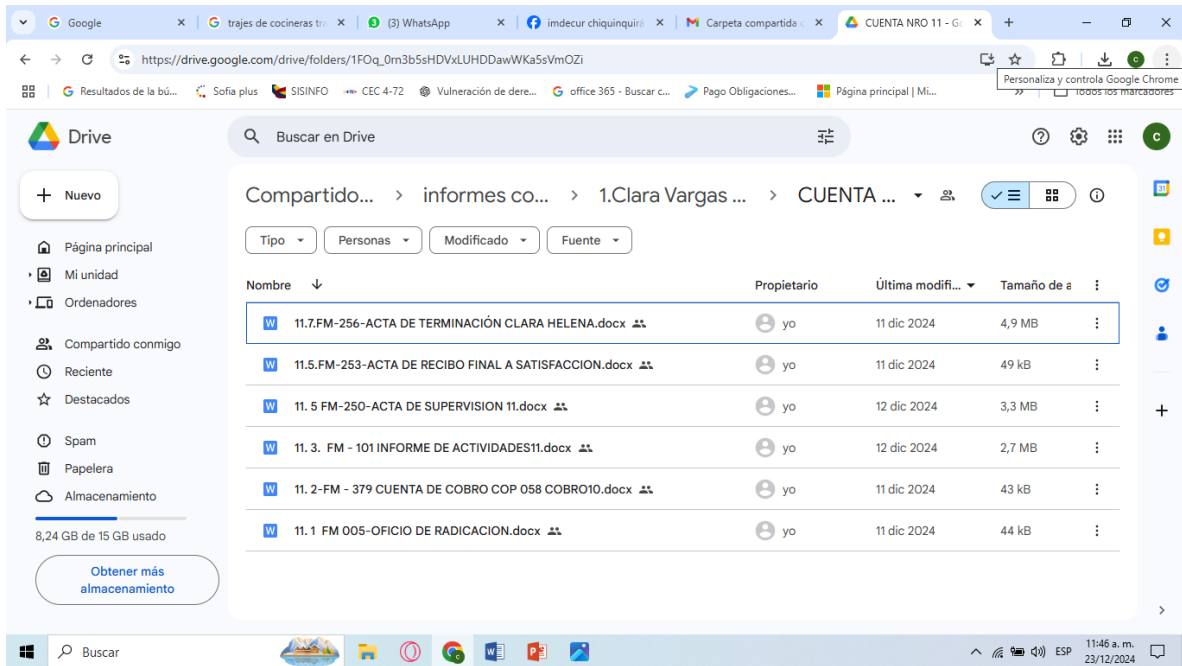 Google
trajes de cocineras tra
(3) WhatsApp
imdecur chiquinquirá
Carpeta compartida c
CUENTA NRO 11 - Go
https://drive.google.com/drive/folders/1FOq_0rn3b5sHDVxLUHDDawWKa5sVmOZi
Personaliza y controla Google Chrome
Resultados de la bú...
Sofia plus
SISINFO
CEC 4-72
Vulneración de dere...
office 365 - Buscar c...
Pago Obligaciones...
Página principal | Mi...
Todos los marcadores
Drive
Buscar en Drive
c
Nuevo
Página principal
Mi unidad
Ordenadores
Compartido conmigo
Reciente
Destacados
Spam
Papelera
Almacenamiento
8,24 GB de 15 GB usado
Obtener más
almacenamiento
Compartido... > informes co... > 1.Clara Vargas ... > CUENTA ...
Tipo Personas Modificado Fuente
Nombre Propietario Última modifi... Tamaño de a
11.7.FM-256-ACTA DE TERMINACIÓN CLARA HELENA.docx yo 11 dic 2024 4,9 MB
11.5.FM-253-ACTA DE RECIBO FINAL A SATISFACCION.docx yo 11 dic 2024 49 kB
11. 5 FM-250-ACTA DE SUPERVISION 11.docx yo 12 dic 2024 3,3 MB
11. 3. FM - 101 INFORME DE ACTIVIDADES11.docx yo 12 dic 2024 2,7 MB
11. 2-FM - 379 CUENTA DE COBRO COP 058 COBRO10.docx yo 11 dic 2024 43 kB
11. 1 FM 005-OFICIO DE RADICACION.docx yo 11 dic 2024 44 kB
31
Buscar
ESP
11:46 a. m.
23/12/2024